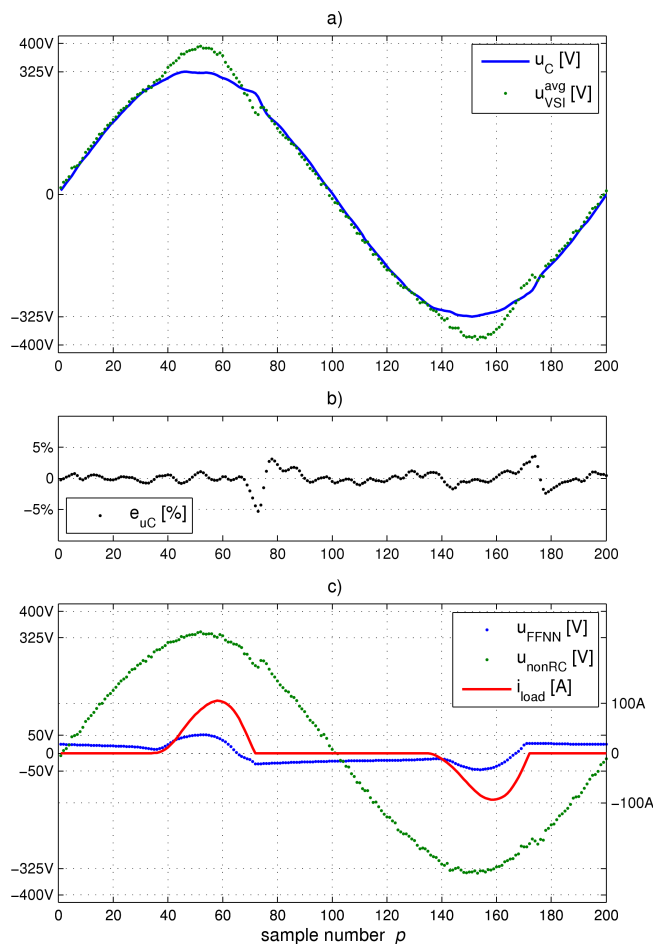 a)
400V
325V
0
−325V
−400V
u_C [V]
u_VSI^avg [V]
0 20 40 60 80 100 120 140 160 180 200
b)
5%
0
−5%
e_uC [%]
0 20 40 60 80 100 120 140 160 180 200
c)
400V
325V
50V
0
−50V
−325V
−400V
u_FFNN [V]
u_nonRC [V]
i_load [A]
100A
0
−100A
0 20 40 60 80 100 120 140 160 180 200
sample number p